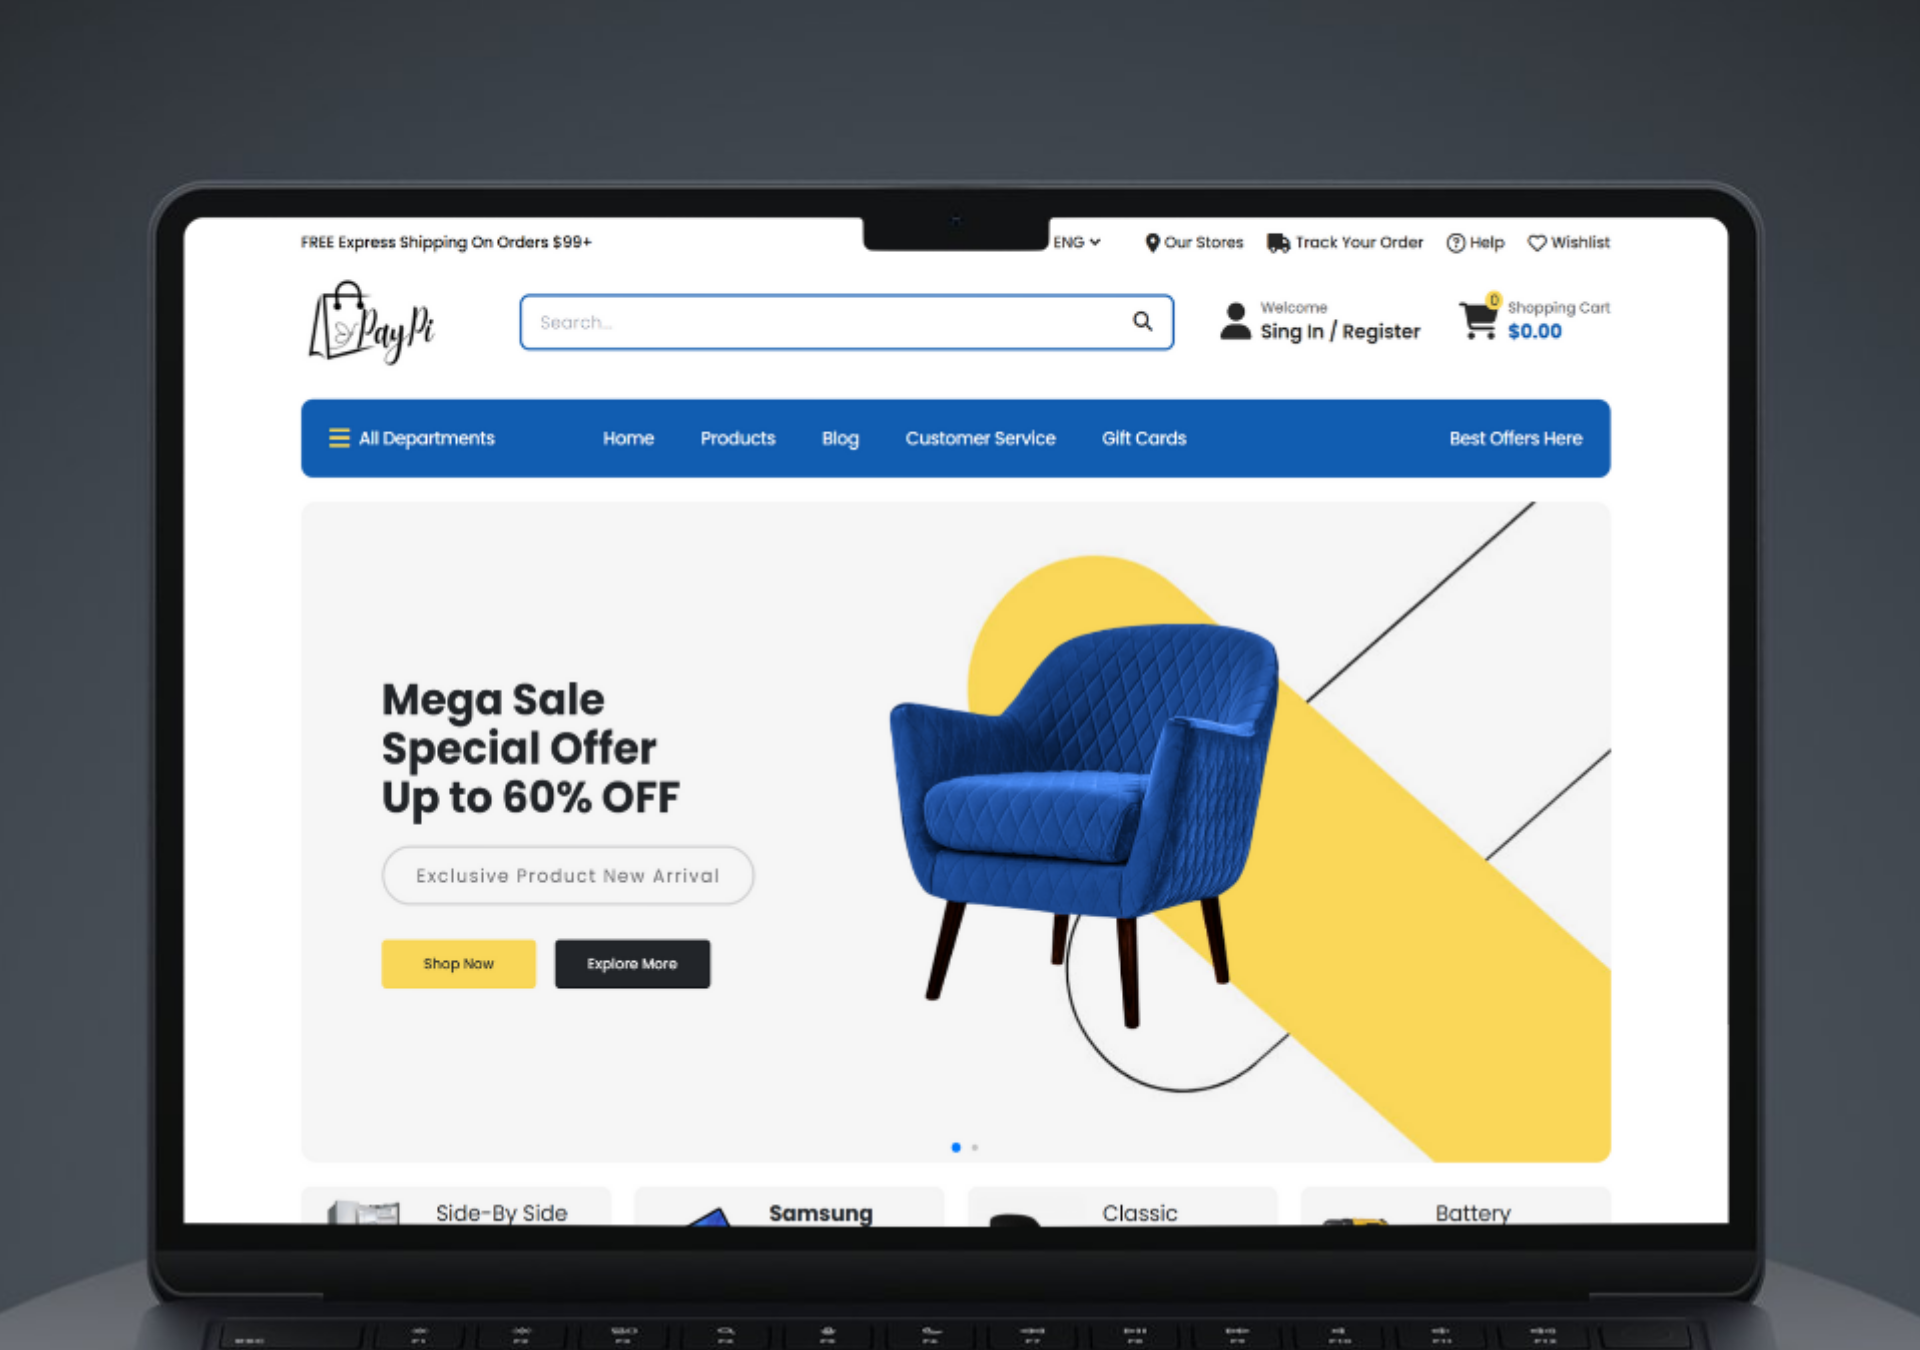 FREE Express Shipping On Orders $99+
ENG
Our Stores
Track Your Order
Help
Wishlist
PayPi
Search...
Welcome
Sing In / Register
0
Shopping Cart
$0.00
All Departments
Home
Products
Blog
Customer Service
Gift Cards
Best Offers Here
Mega Sale
Special Offer
Up to 60% OFF
Exclusive Product New Arrival
Shop Now
Explore More
Side-By Side
Samsung
Classic
Battery